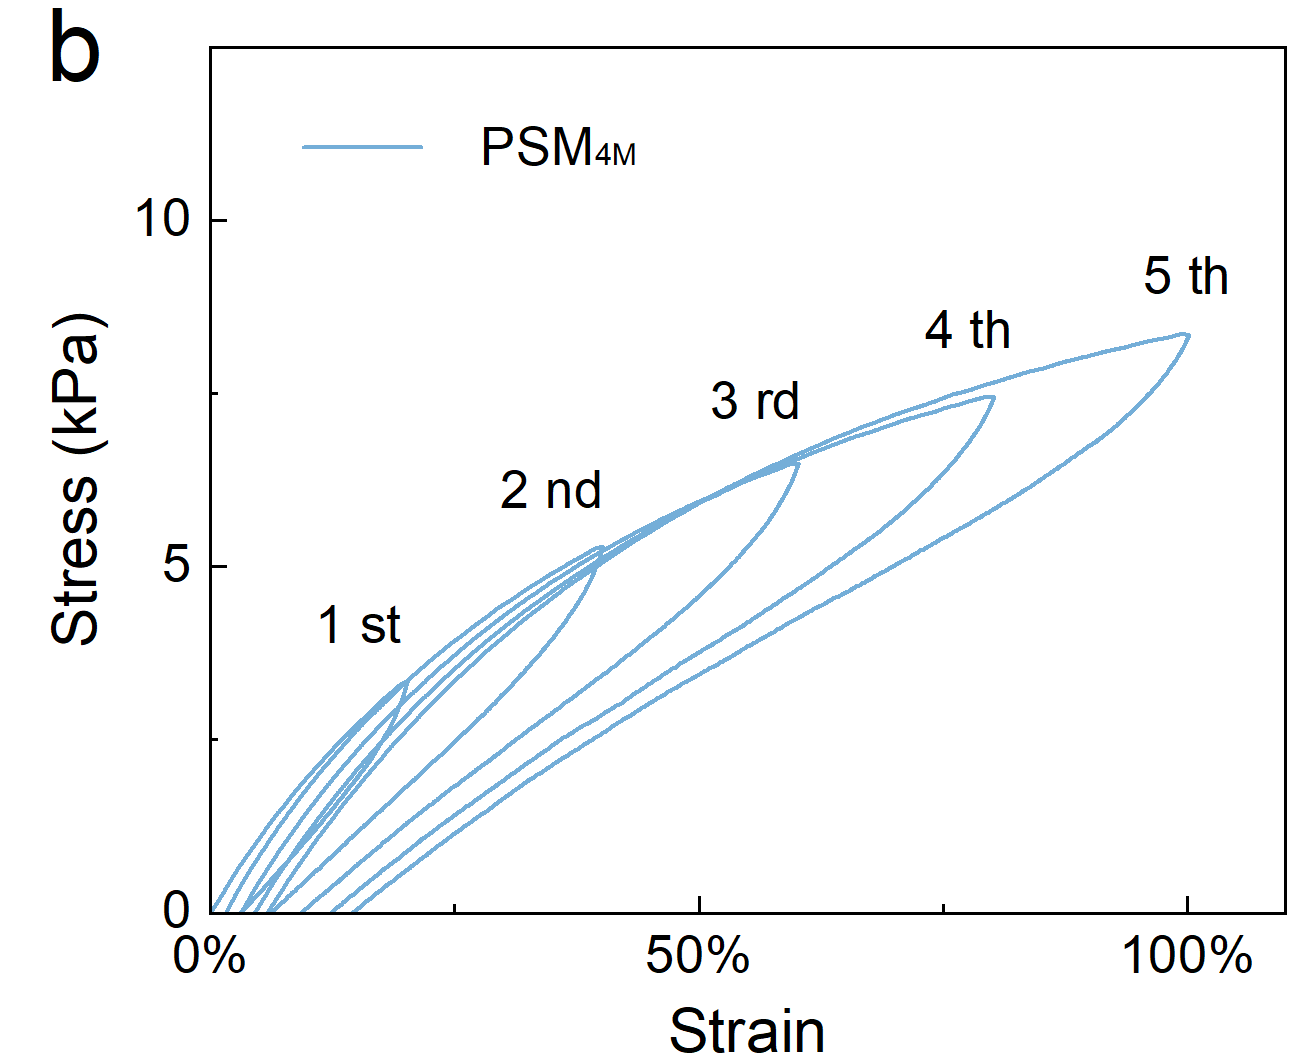 b
PSM4M
10
5
0
Stress (kPa)
1 st
2 nd
3 rd
4 th
5 th
0%
50%
100%
Strain